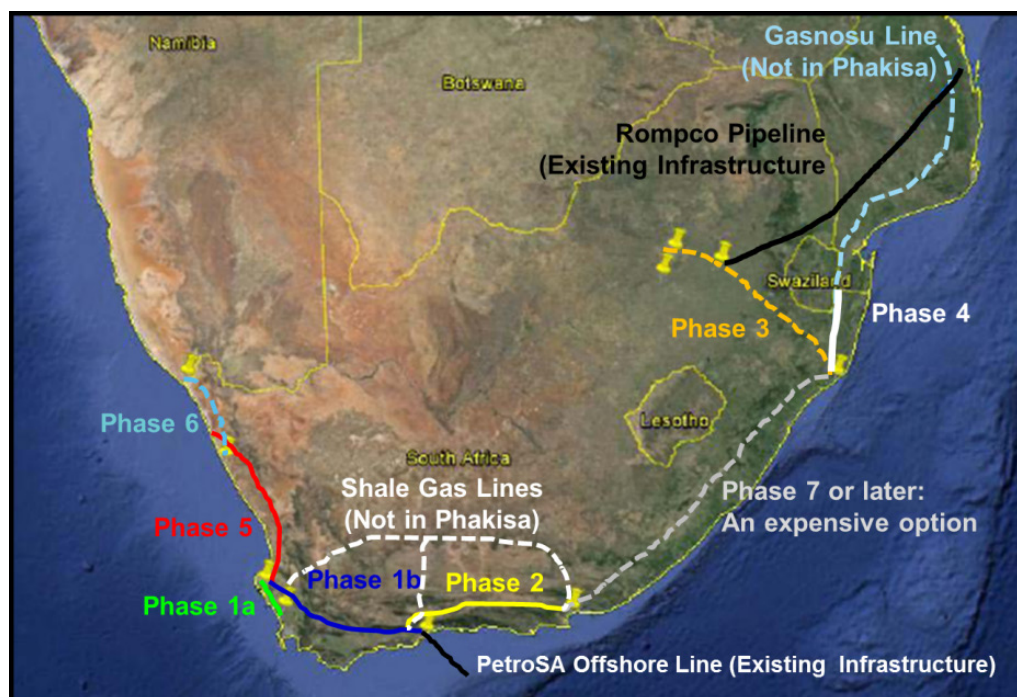 Namibia
Botswana
Gasnosu Line
(Not in Phakisa)
Rompco Pipeline
(Existing Infrastructure
Swaziland
Phase 4
Phase 3
Phase 6
Lesotho
South Africa
Shale Gas Lines
(Not in Phakisa)
Phase 7 or later:
An expensive option
Phase 5
Phase 1b
Phase 2
Phase 1a
PetroSA Offshore Line (Existing Infrastructure)